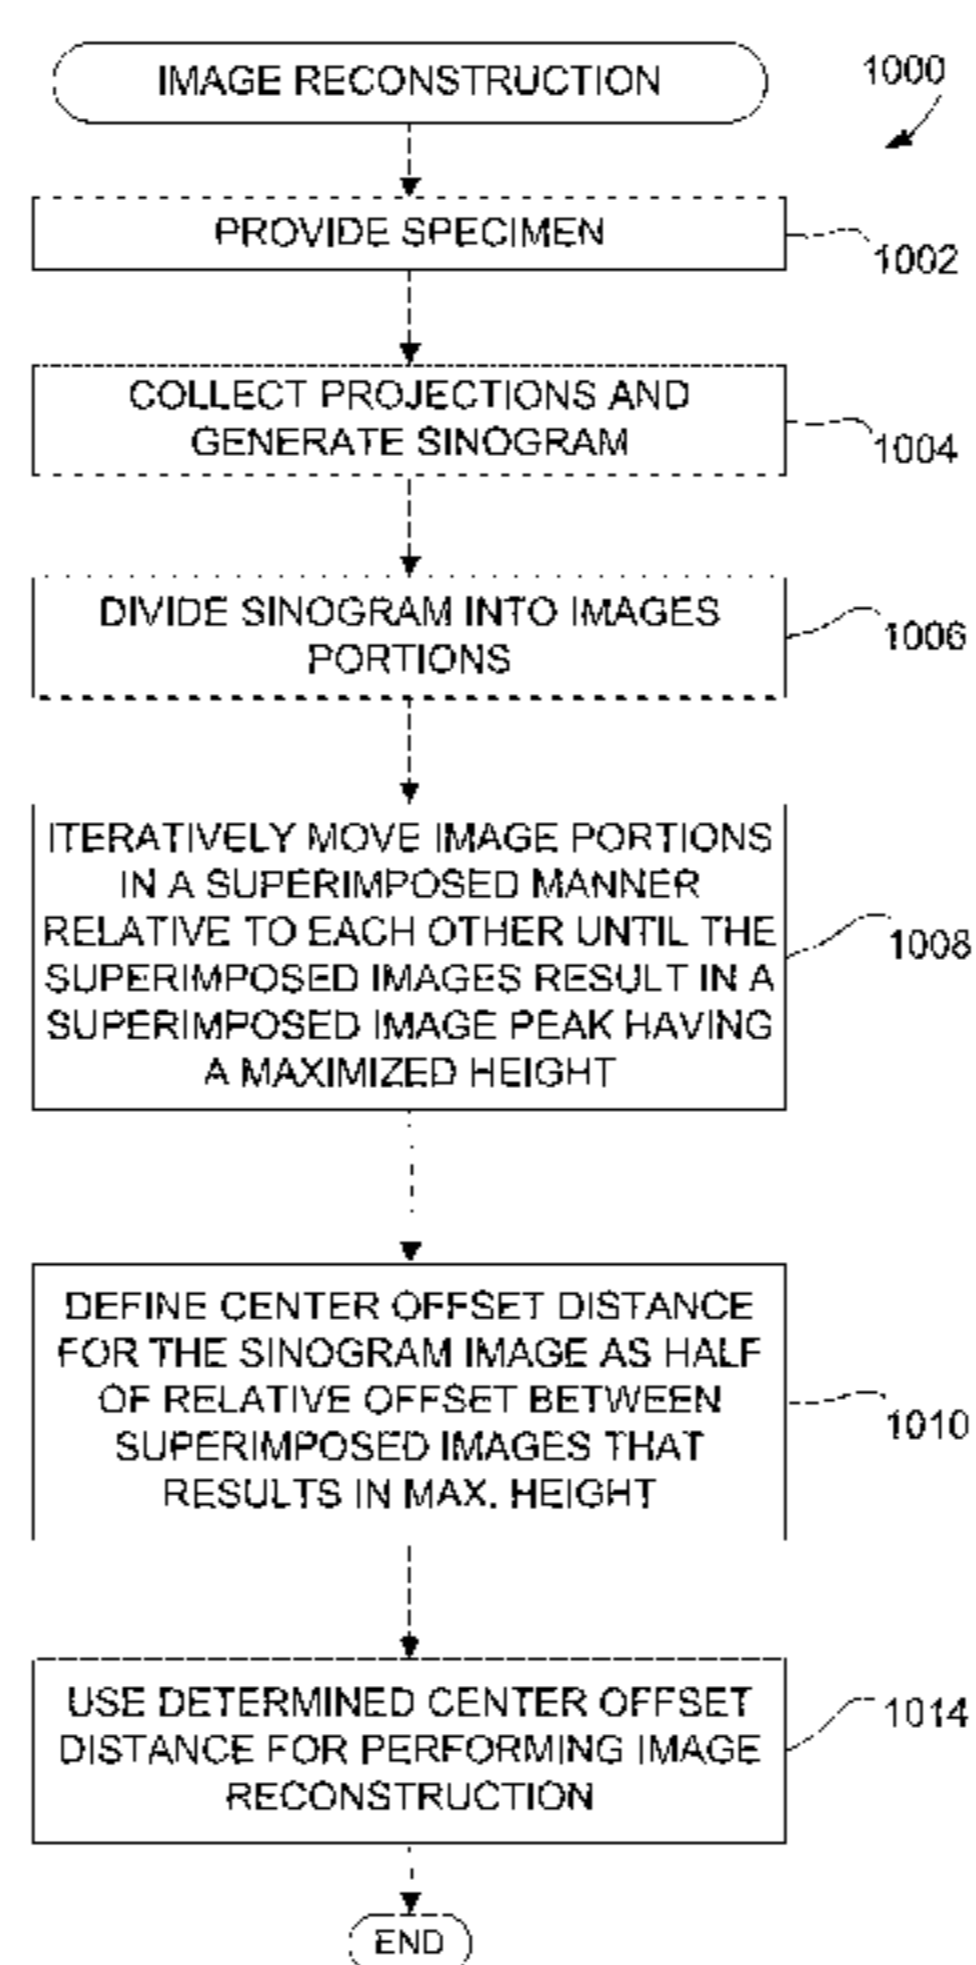 IMAGE RECONSTRUCTION
1000
PROVIDE SPECIMEN
1002
COLLECT PROJECTIONS AND
GENERATE SINOGRAM
1004
DIVIDE SINOGRAM INTO IMAGES
PORTIONS
1006
ITERATIVELY MOVE IMAGE PORTIONS
IN A SUPERIMPOSED MANNER
RELATIVE TO EACH OTHER UNTIL THE
SUPERIMPOSED IMAGES RESULT IN A
SUPERIMPOSED IMAGE PEAK HAVING
A MAXIMIZED HEIGHT
1008
DEFINE CENTER OFFSET DISTANCE
FOR THE SINOGRAM IMAGE AS HALF
OF RELATIVE OFFSET BETWEEN
SUPERIMPOSED IMAGES THAT
RESULTS IN MAX. HEIGHT
1010
USE DETERMINED CENTER OFFSET
DISTANCE FOR PERFORMING IMAGE
RECONSTRUCTION
1014
END